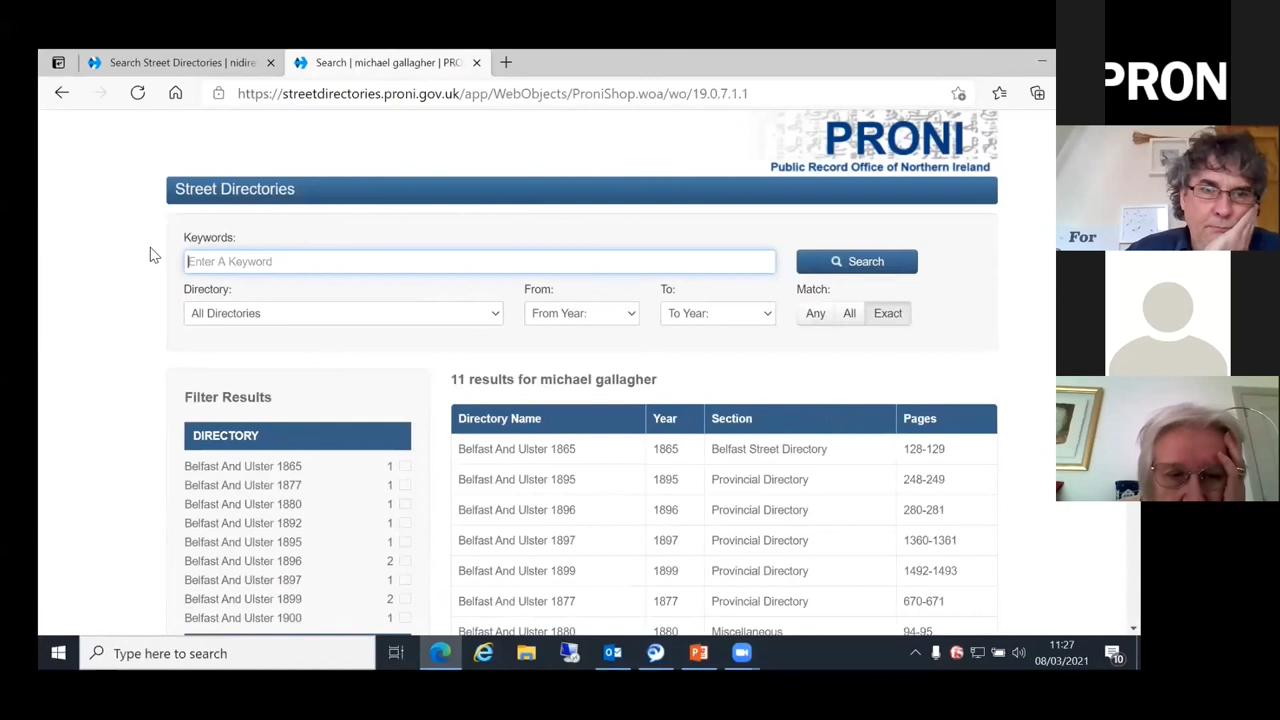 Search Street Directories | nidire
Search | michael gallagher | PRO
https://streetdirectories.proni.gov.uk/app/WebObjects/ProniShop.woa/wo/19.0.7.1.1
PRONI
Public Record Office of Northern Ireland
Street Directories
Keywords:
Enter A Keyword
Search
Directory:
From:
To:
Match:
All Directories
From Year:
To Year:
Any
All
Exact
Filter Results
DIRECTORY
Belfast And Ulster 1865 1
Belfast And Ulster 1877 1
Belfast And Ulster 1880 1
Belfast And Ulster 1892 1
Belfast And Ulster 1895 1
Belfast And Ulster 1896 2
Belfast And Ulster 1897 1
Belfast And Ulster 1899 2
Belfast And Ulster 1900 1
11 results for michael gallagher
Directory Name Year Section Pages
Belfast And Ulster 1865 1865 Belfast Street Directory 128-129
Belfast And Ulster 1895 1895 Provincial Directory 248-249
Belfast And Ulster 1896 1896 Provincial Directory 280-281
Belfast And Ulster 1897 1897 Provincial Directory 1360-1361
Belfast And Ulster 1899 1899 Provincial Directory 1492-1493
Belfast And Ulster 1877 1877 Provincial Directory 670-671
Belfast And Ulster 1880 1880 Miscellaneous 94-95
PRON
For
Type here to search
11:27
08/03/2021
10